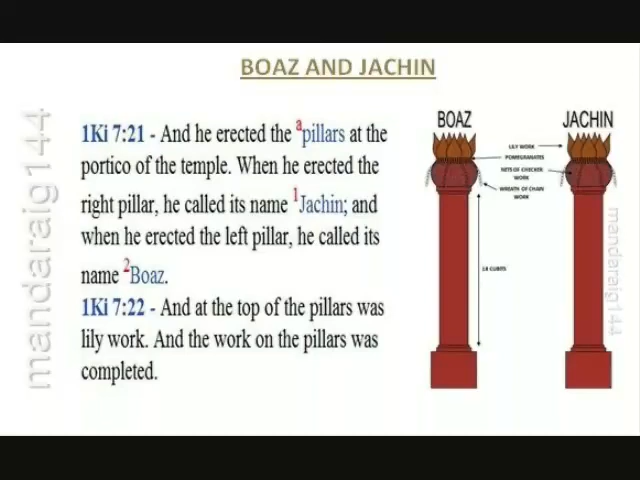 BOAZ AND JACHIN
1Ki 7:21 - And he erected the ᵃpillars at the
portico of the temple. When he erected the
right pillar, he called its name ¹Jachin; and
when he erected the left pillar, he called its
name ²Boaz.
1Ki 7:22 - And at the top of the pillars was
lily work. And the work on the pillars was
completed.
BOAZ
JACHIN
LILY WORK
POMEGRANATES
NETS OF CHECKER
WORK
WREATH OF CHAIN
WORK
18 CUBITS
mandaraig144
mandaraig144